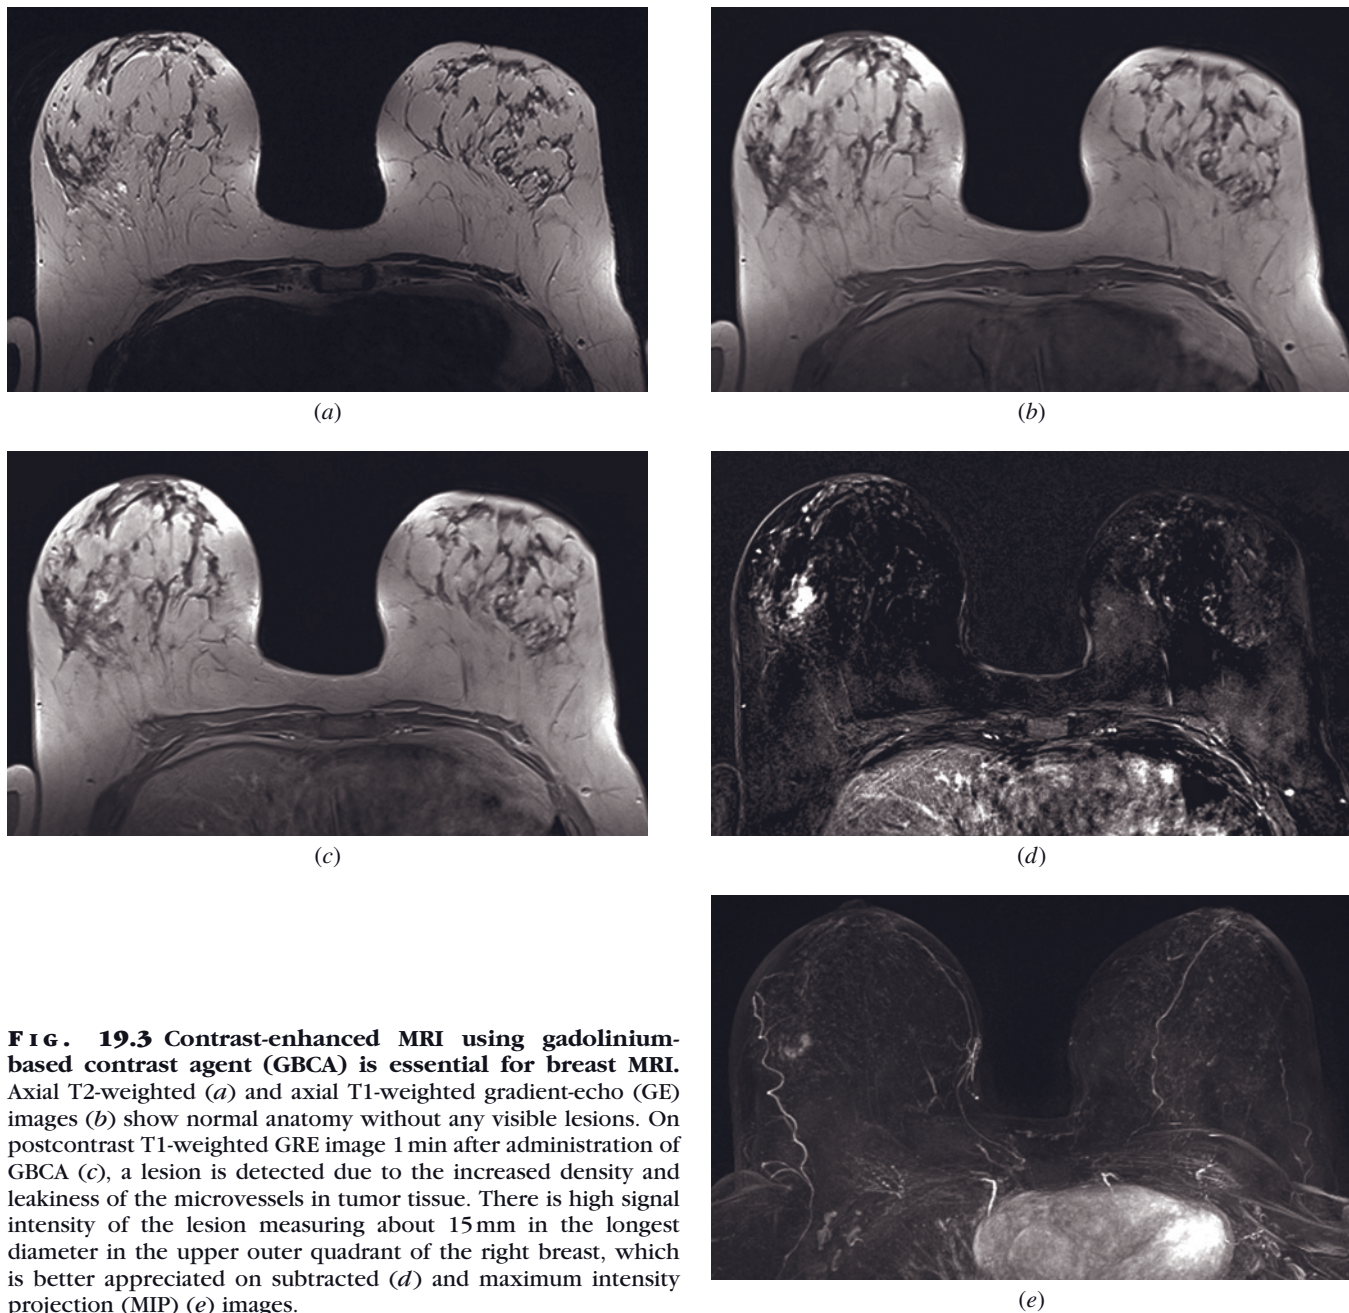 (a)
(b)
(c)
(d)
FIG. 19.3 Contrast-enhanced MRI using gadolinium-
based contrast agent (GBCA) is essential for breast MRI.
Axial T2-weighted (a) and axial T1-weighted gradient-echo (GE)
images (b) show normal anatomy without any visible lesions. On
postcontrast T1-weighted GRE image 1 min after administration of
GBCA (c), a lesion is detected due to the increased density and
leakiness of the microvessels in tumor tissue. There is high signal
intensity of the lesion measuring about 15 mm in the longest
diameter in the upper outer quadrant of the right breast, which
is better appreciated on subtracted (d) and maximum intensity
projection (MIP) (e) images.
(e)